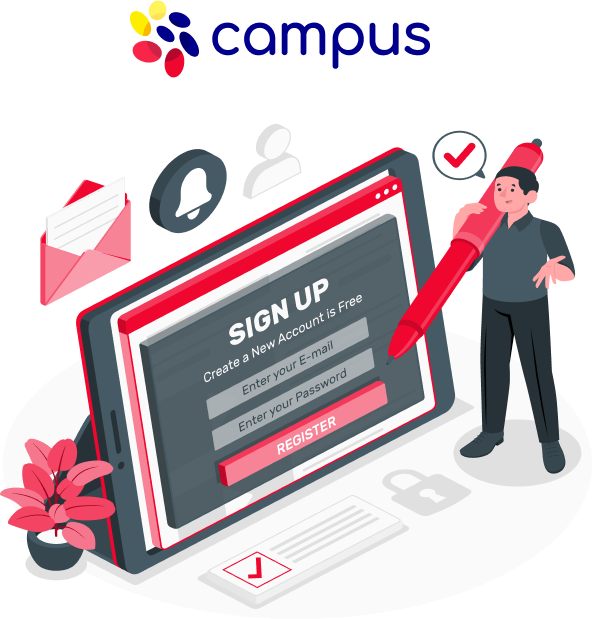 campus
SIGN UP
Create a New Account is Free
Enter your E-mail
Enter your Password
REGISTER